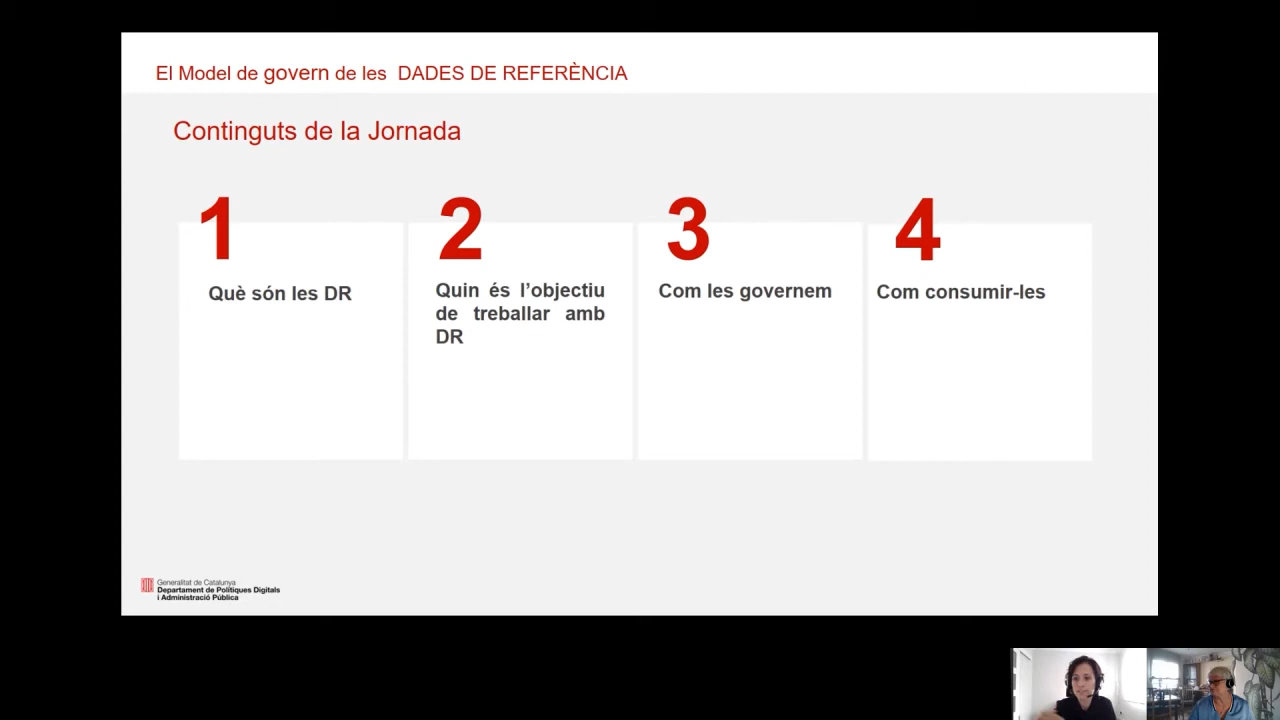 El Model de govern de les DADES DE REFERÈNCIA
Continguts de la Jornada
1
Què són les DR
2
Quin és l’objectiu
de treballar amb
DR
3
Com les governem
4
Com consumir-les
Generalitat de Catalunya
Departament de Polítiques Digitals
i Administració Pública